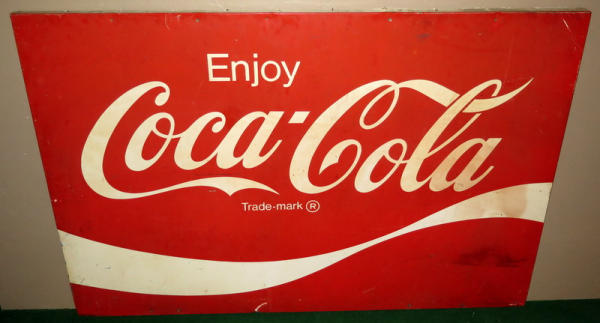 Enjoy
Coca-Cola
Trade-mark ®